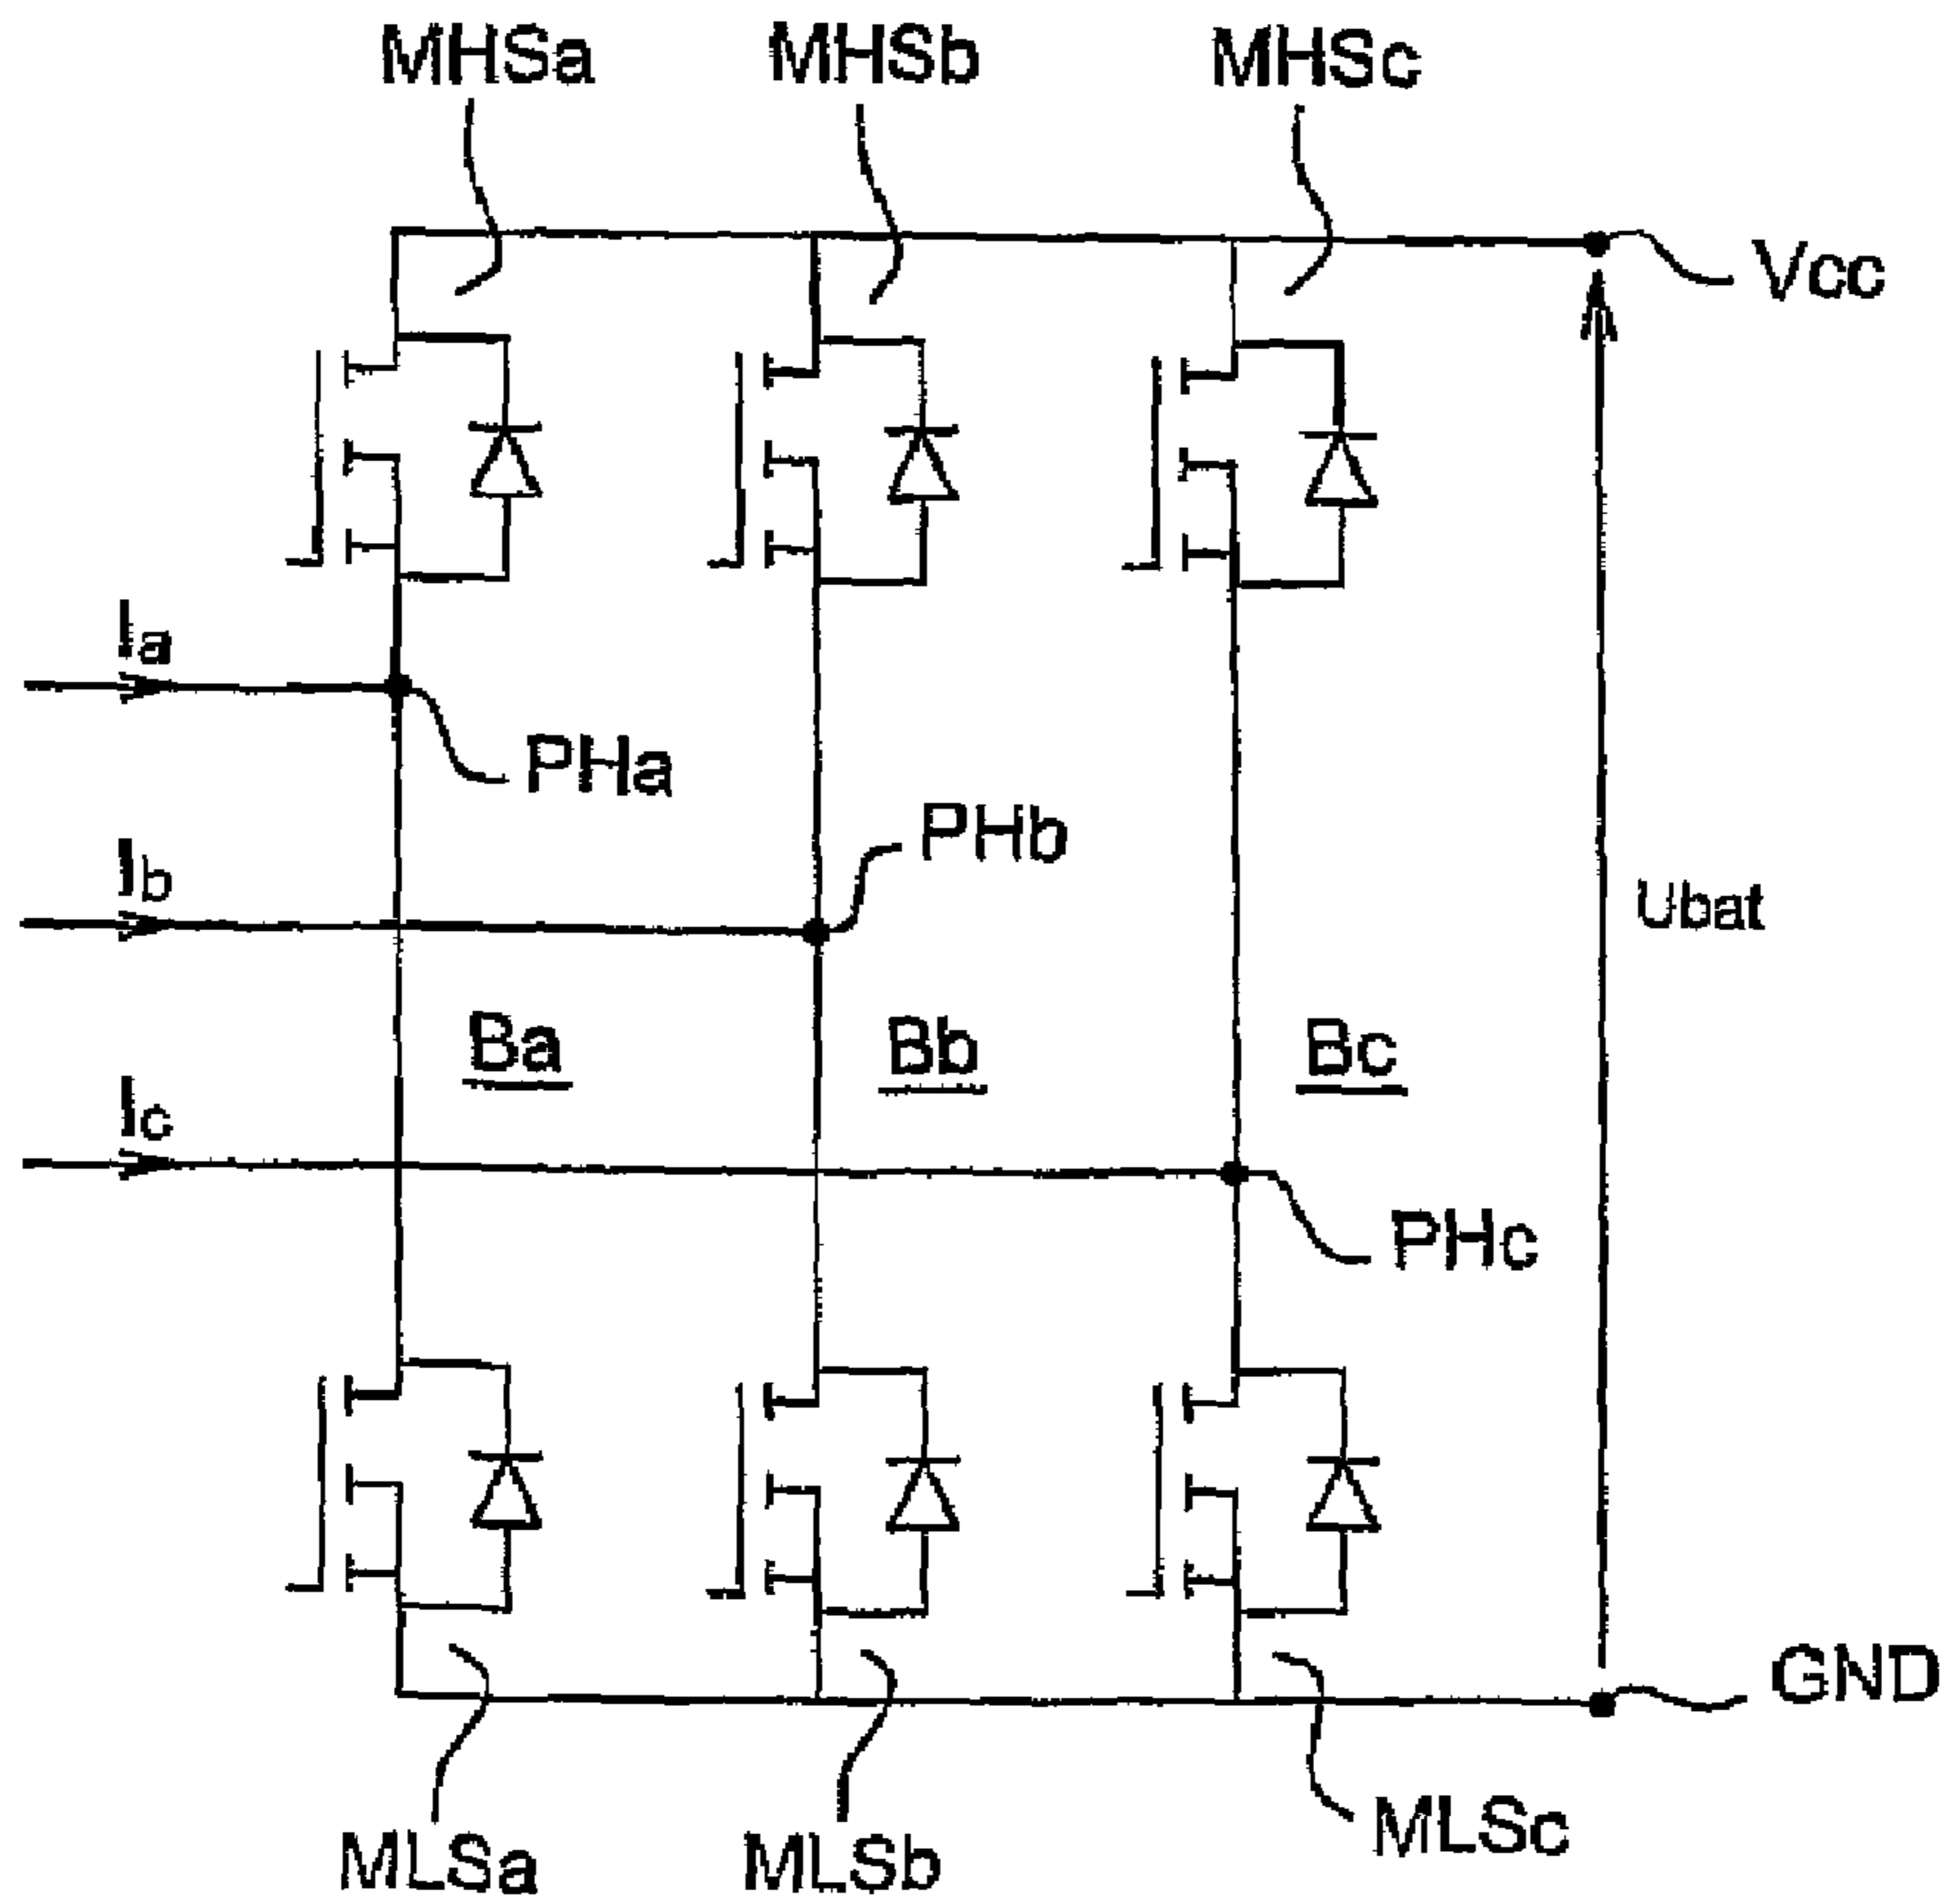 MHSa
MHSb
MHSc
Vcc
Ia
PHa
PHb
Ib
Ubat
Ba
Bb
Bc
Ic
PHc
GND
MLSa
MLSb
MLSc